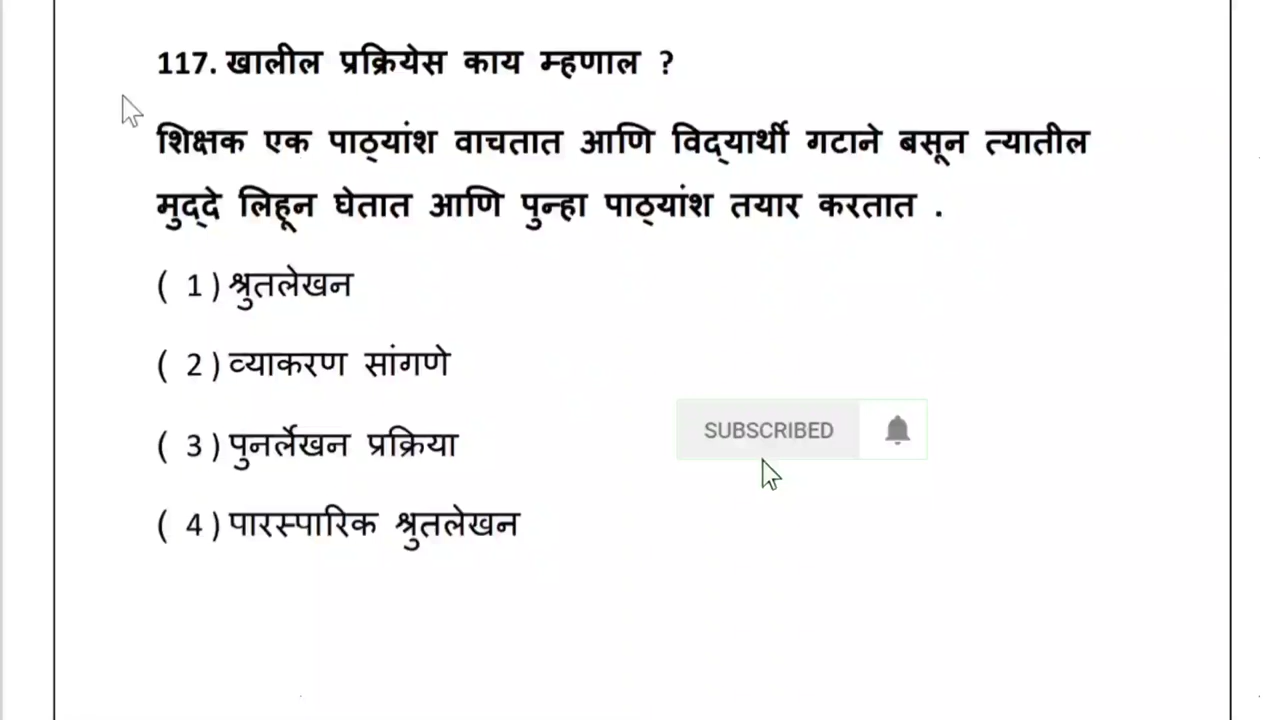 117. खालील प्रक्रियेस काय म्हणाल ?
शिक्षक एक पाठ्यांश वाचतात आणि विद्यार्थी गटाने बसून त्यातील
मुद्दे लिहून घेतात आणि पुन्हा पाठ्यांश तयार करतात .
( 1 ) श्रुतलेखन
( 2 ) व्याकरण सांगणे
( 3 ) पुनर्लेखन प्रक्रिया
SUBSCRIBED
( 4 ) पारस्पारिक श्रुतलेखन